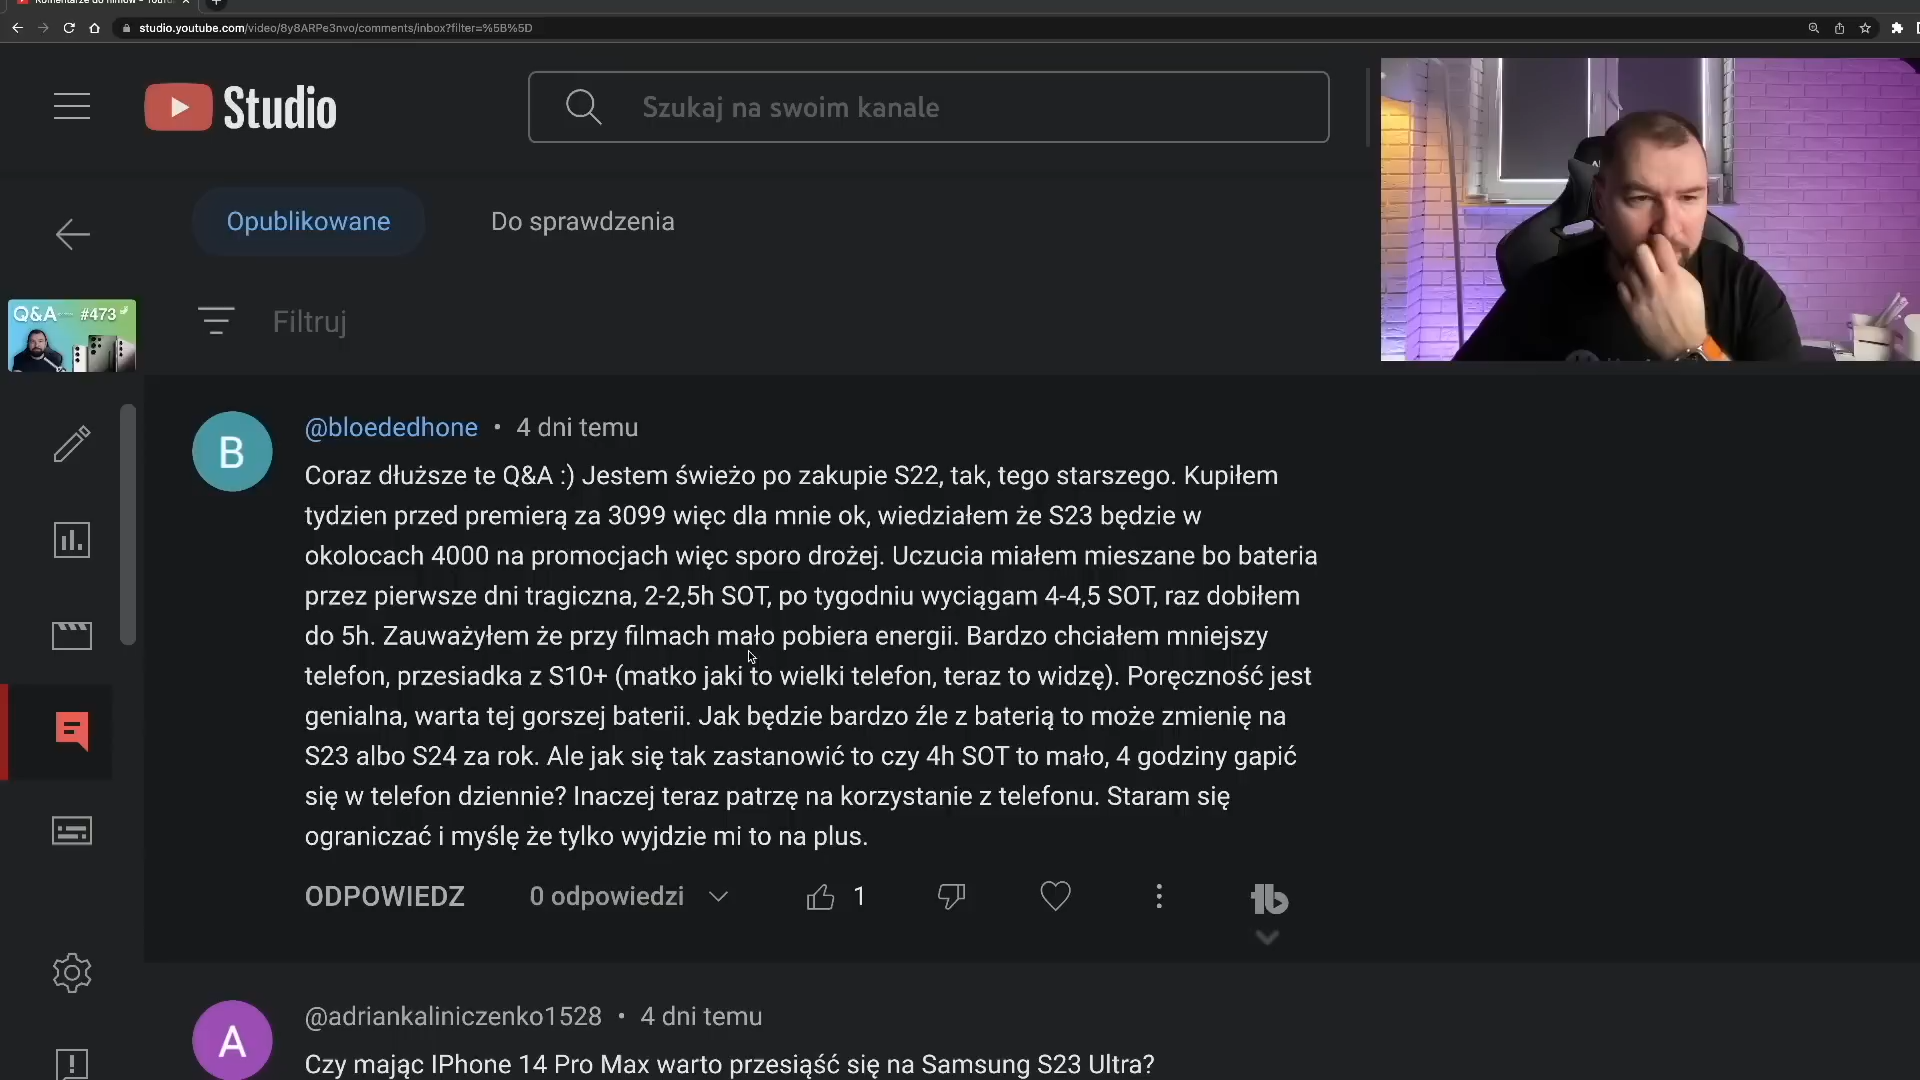 Komentarze do filmów - YouTu
studio.youtube.com/video/8y8ARPe3nvo/comments/inbox?filter=%5B%5D
Studio
Szukaj na swoim kanale
Opublikowane
Do sprawdzenia
Filtruj
Q&A #473
B
@bloededhone • 4 dni temu
Coraz dłuższe te Q&A :) Jestem świeżo po zakupie S22, tak, tego starszego. Kupiłem
tydzien przed premierą za 3099 więc dla mnie ok, wiedziałem że S23 będzie w
okolocach 4000 na promocjach więc sporo drożej. Uczucia miałem mieszane bo bateria
przez pierwsze dni tragiczna, 2-2,5h SOT, po tygodniu wyciągam 4-4,5 SOT, raz dobiłem
do 5h. Zauważyłem że przy filmach mało pobiera energii. Bardzo chciałem mniejszy
telefon, przesiadka z S10+ (matko jaki to wielki telefon, teraz to widzę). Poręczność jest
genialna, warta tej gorszej baterii. Jak będzie bardzo źle z baterią to może zmienię na
S23 albo S24 za rok. Ale jak się tak zastanowić to czy 4h SOT to mało, 4 godziny gapić
się w telefon dziennie? Inaczej teraz patrzę na korzystanie z telefonu. Staram się
ograniczać i myślę że tylko wyjdzie mi to na plus.
ODPOWIEDZ
0 odpowiedzi
1
A
@adriankaliniczenko1528 • 4 dni temu
Czy mając IPhone 14 Pro Max warto przesiąść się na Samsung S23 Ultra?